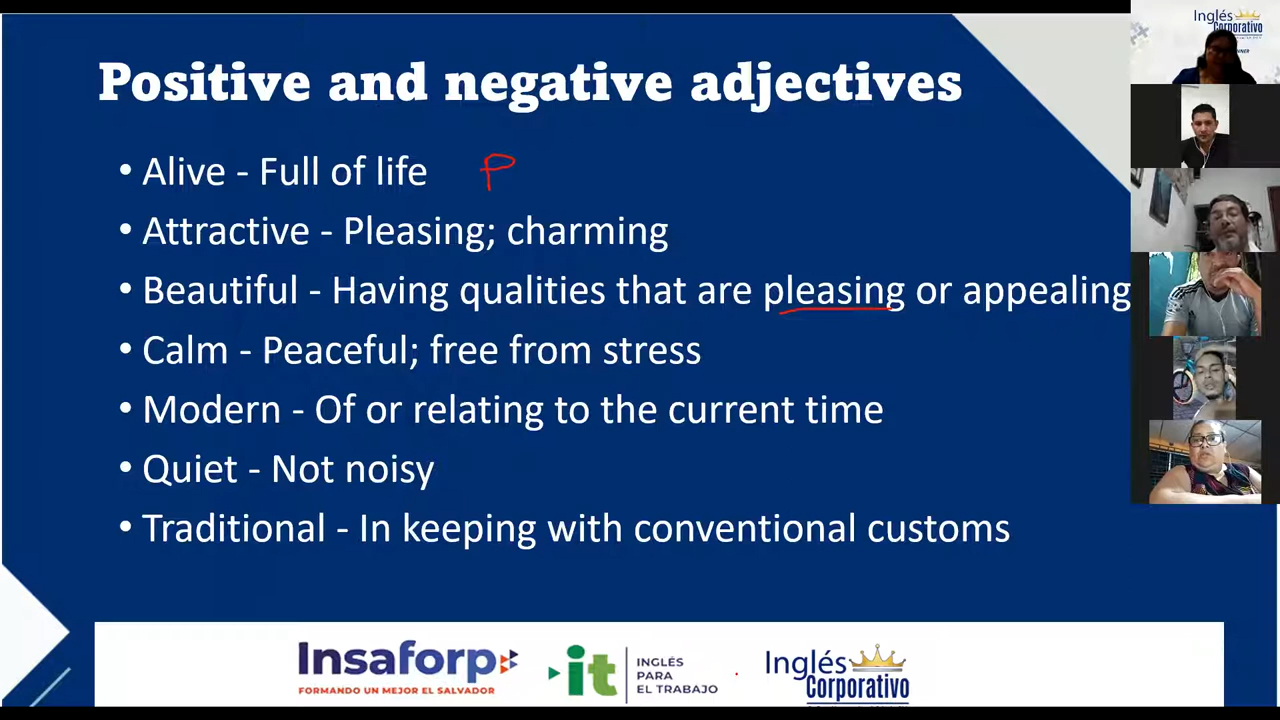 Positive and negative adjectives
• Alive - Full of life P
• Attractive - Pleasing; charming
• Beautiful - Having qualities that are pleasing or appealing
• Calm - Peaceful; free from stress
• Modern - Of or relating to the current time
• Quiet - Not noisy
• Traditional - In keeping with conventional customs
Insaforp
FORMANDO UN MEJOR EL SALVADOR
it
INGLÉS
PARA
EL TRABAJO
Inglés
Corporativo
Inglés
Corporativo